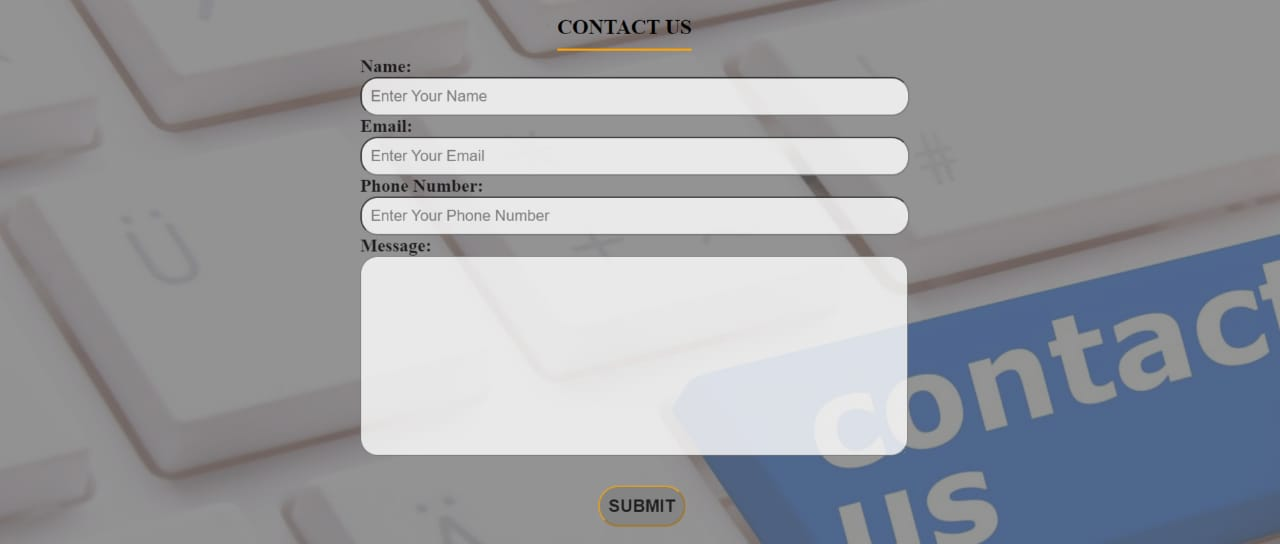 CONTACT US
Name:
Enter Your Name
Email:
Enter Your Email
Phone Number:
Enter Your Phone Number
Message:
SUBMIT
Ü
#
+
contact
us
Ä